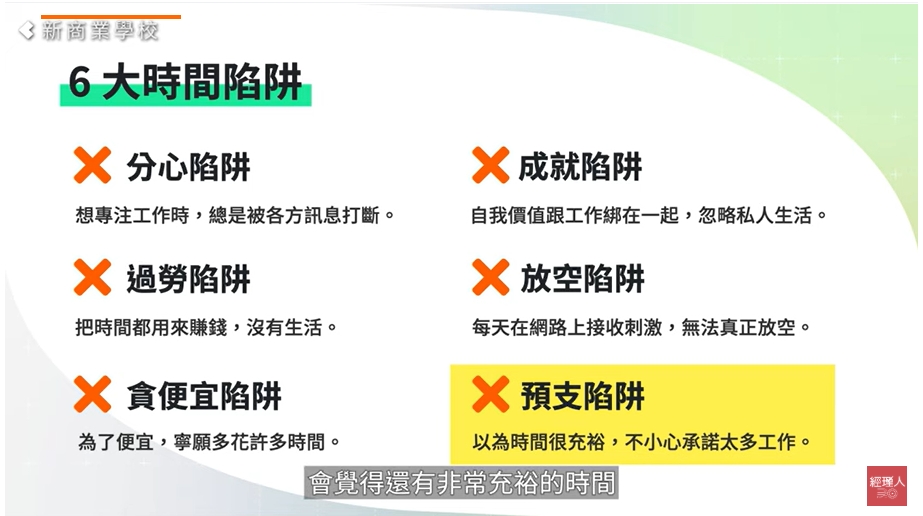 新商業學校
6 大時間陷阱
分心陷阱
想專注工作時，總是被各方訊息打斷。
過勞陷阱
把時間都用來賺錢，沒有生活。
貪便宜陷阱
為了便宜，寧願多花許多時間。
成就陷阱
自我價值跟工作綁在一起，忽略私人生活。
放空陷阱
每天在網路上接收刺激，無法真正放空。
預支陷阱
以為時間很充裕，不小心承諾太多工作。
會覺得還有非常充裕的時間
經理人